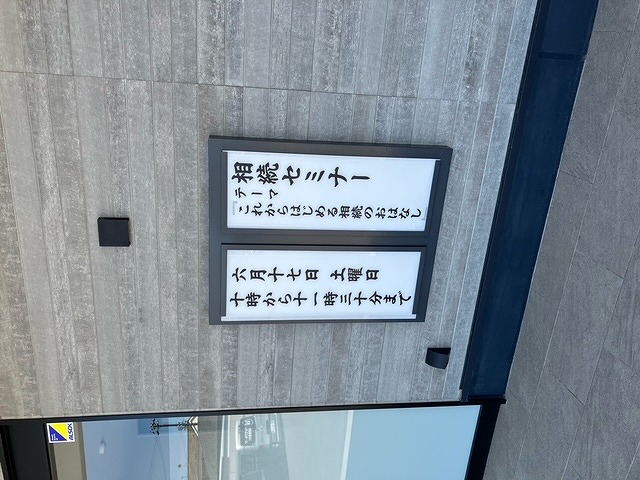 相続セミナー
テーマ
『これからはじめる相続のおはなし』
六月十七日 土曜日
十時から十一時三十分まで
ALSOK